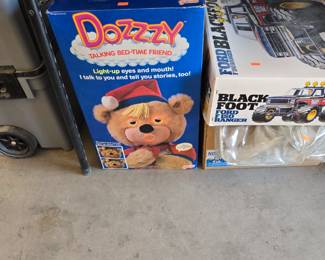 DOZZZY
TALKING BED-TIME FRIEND
Light-up eyes and mouth!
I talk to you and tell you stories, too!
FORD
BLACK
BLACK
FOOT
FORD F150
RANGER